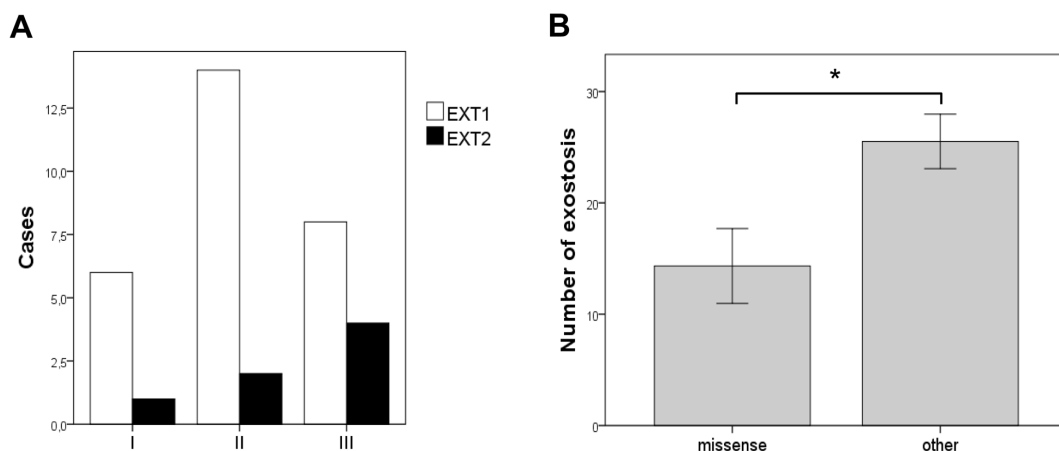 A
Cases
12,5
10,0
7,5
5,0
2,5
0,0
I II III
EXT1
EXT2
B
Number of exostosis
30
20
10
0
*
missense other